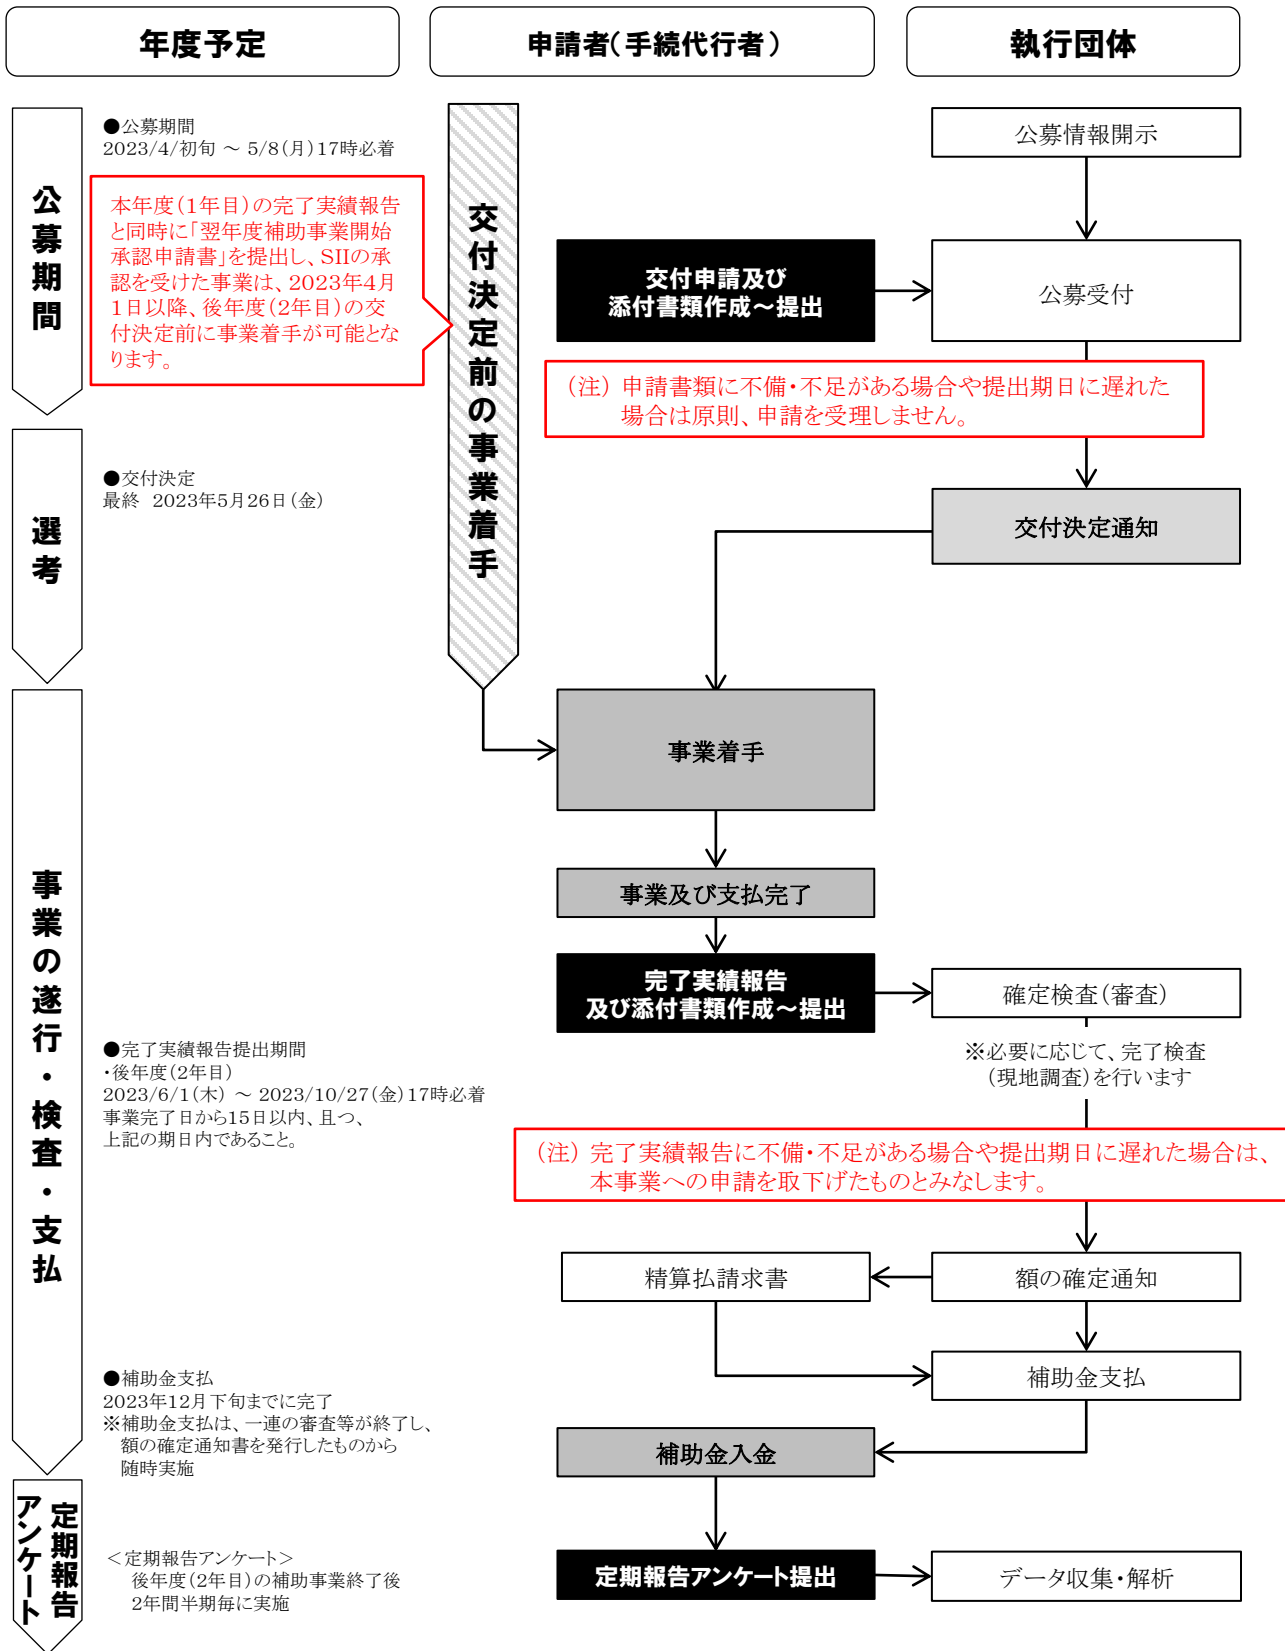 年度予定
申請者(手続代行者)
執行団体
公募期間
●公募期間
2023/4/初旬 ～ 5/8(月)17時必着
本年度(1年目)の完了実績報告
と同時に「翌年度補助事業開始
承認申請書」を提出し、SIIの承
認を受けた事業は、2023年4月
1日以降、後年度(2年目)の交
付決定前に事業着手が可能とな
ります。
交付決定前の事業着手
公募情報開示
交付申請及び
添付書類作成～提出
公募受付
(注) 申請書類に不備・不足がある場合や提出期日に遅れた
場合は原則、申請を受理しません。
選考
●交付決定
最終 2023年5月26日(金)
交付決定通知
事業の遂行・検査・支払
事業着手
事業及び支払完了
完了実績報告
及び添付書類作成～提出
確定検査(審査)
※必要に応じて、完了検査
(現地調査)を行います
●完了実績報告提出期間
・後年度(2年目)
2023/6/1(木) ～ 2023/10/27(金)17時必着
事業完了日から15日以内、且つ、
上記の期日内であること。
(注) 完了実績報告に不備・不足がある場合や提出期日に遅れた場合は、
本事業への申請を取下げたものとみなします。
精算払請求書
額の確定通知
補助金支払
●補助金支払
2023年12月下旬までに完了
※補助金支払は、一連の審査等が終了し、
額の確定通知書を発行したものから
随時実施
補助金入金
定期報告
アンケート
＜定期報告アンケート＞
後年度(2年目)の補助事業終了後
2年間半期毎に実施
定期報告アンケート提出
データ収集・解析